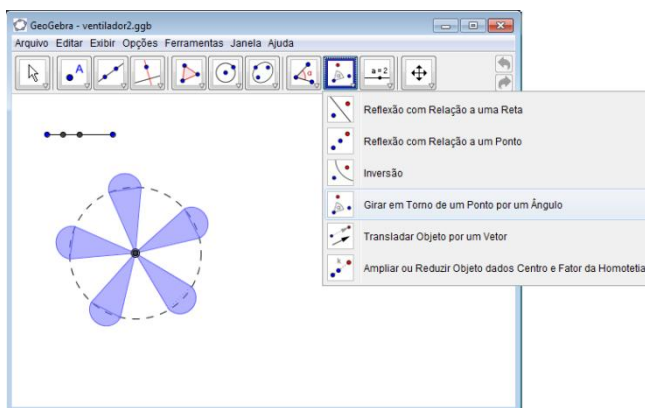 GeoGebra - ventilador2.ggb
Arquivo Editar Exibir Opções Ferramentas Janela Ajuda
A
α
a=2
Reflexão com Relação a uma Reta
Reflexão com Relação a um Ponto
Inversão
Girar em Torno de um Ponto por um Ângulo
Transladar Objeto por um Vetor
Ampliar ou Reduzir Objeto dados Centro e Fator da Homotetia